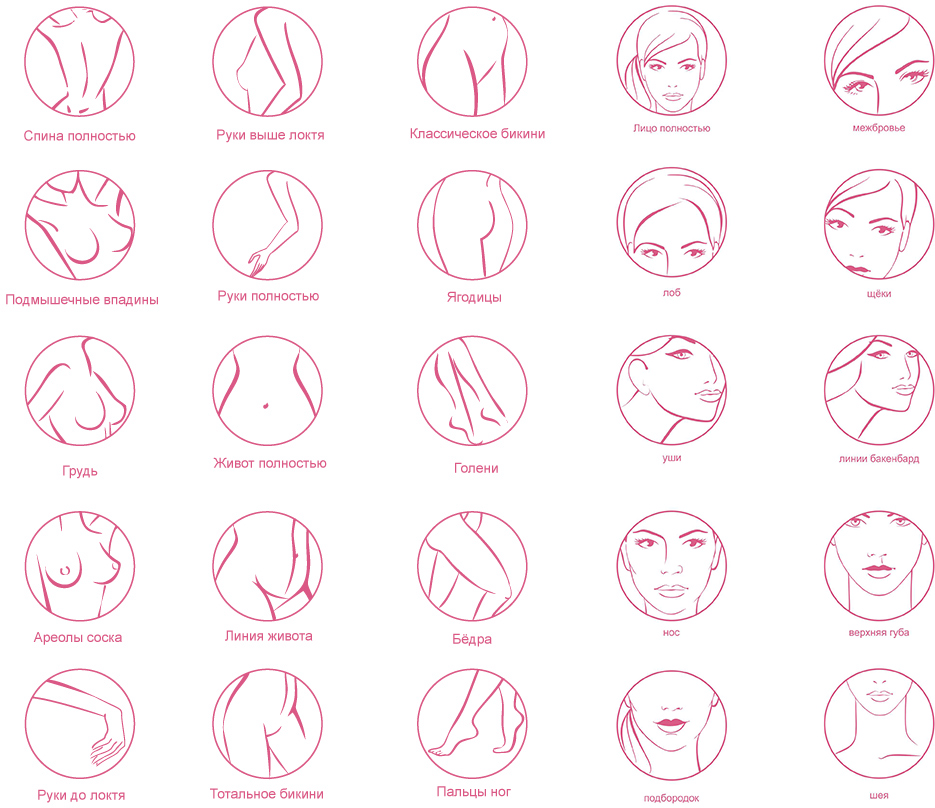 Спина полностью
Руки выше локтя
Классическое бикини
Лицо полностью
межбровье
Подмышечные впадины
Руки полностью
Ягодицы
лоб
щёки
Грудь
Живот полностью
Голени
уши
линии бакенбард
Ареолы соска
Линия живота
Бёдра
нос
верхняя губа
Руки до локтя
Тотальное бикини
Пальцы ног
подбородок
шея